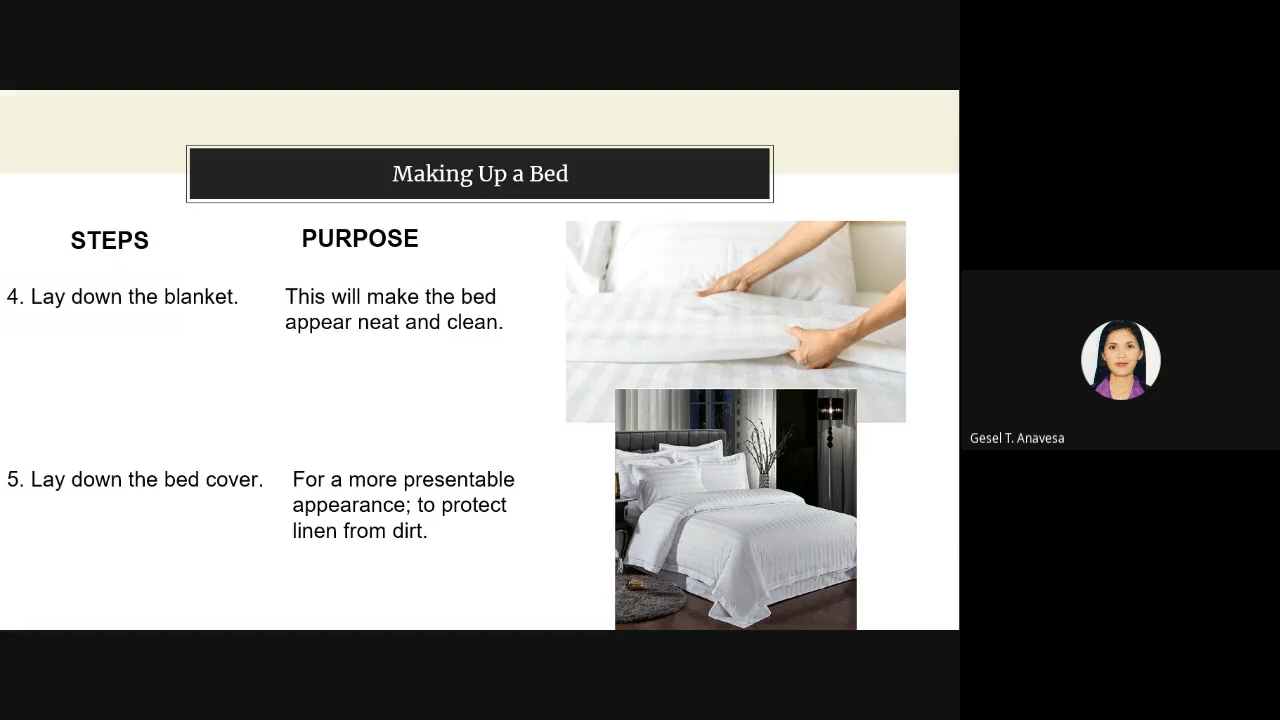 Making Up a Bed
STEPS
PURPOSE
4. Lay down the blanket.
This will make the bed
appear neat and clean.
5. Lay down the bed cover.
For a more presentable
appearance; to protect
linen from dirt.
Gesel T. Anavesa